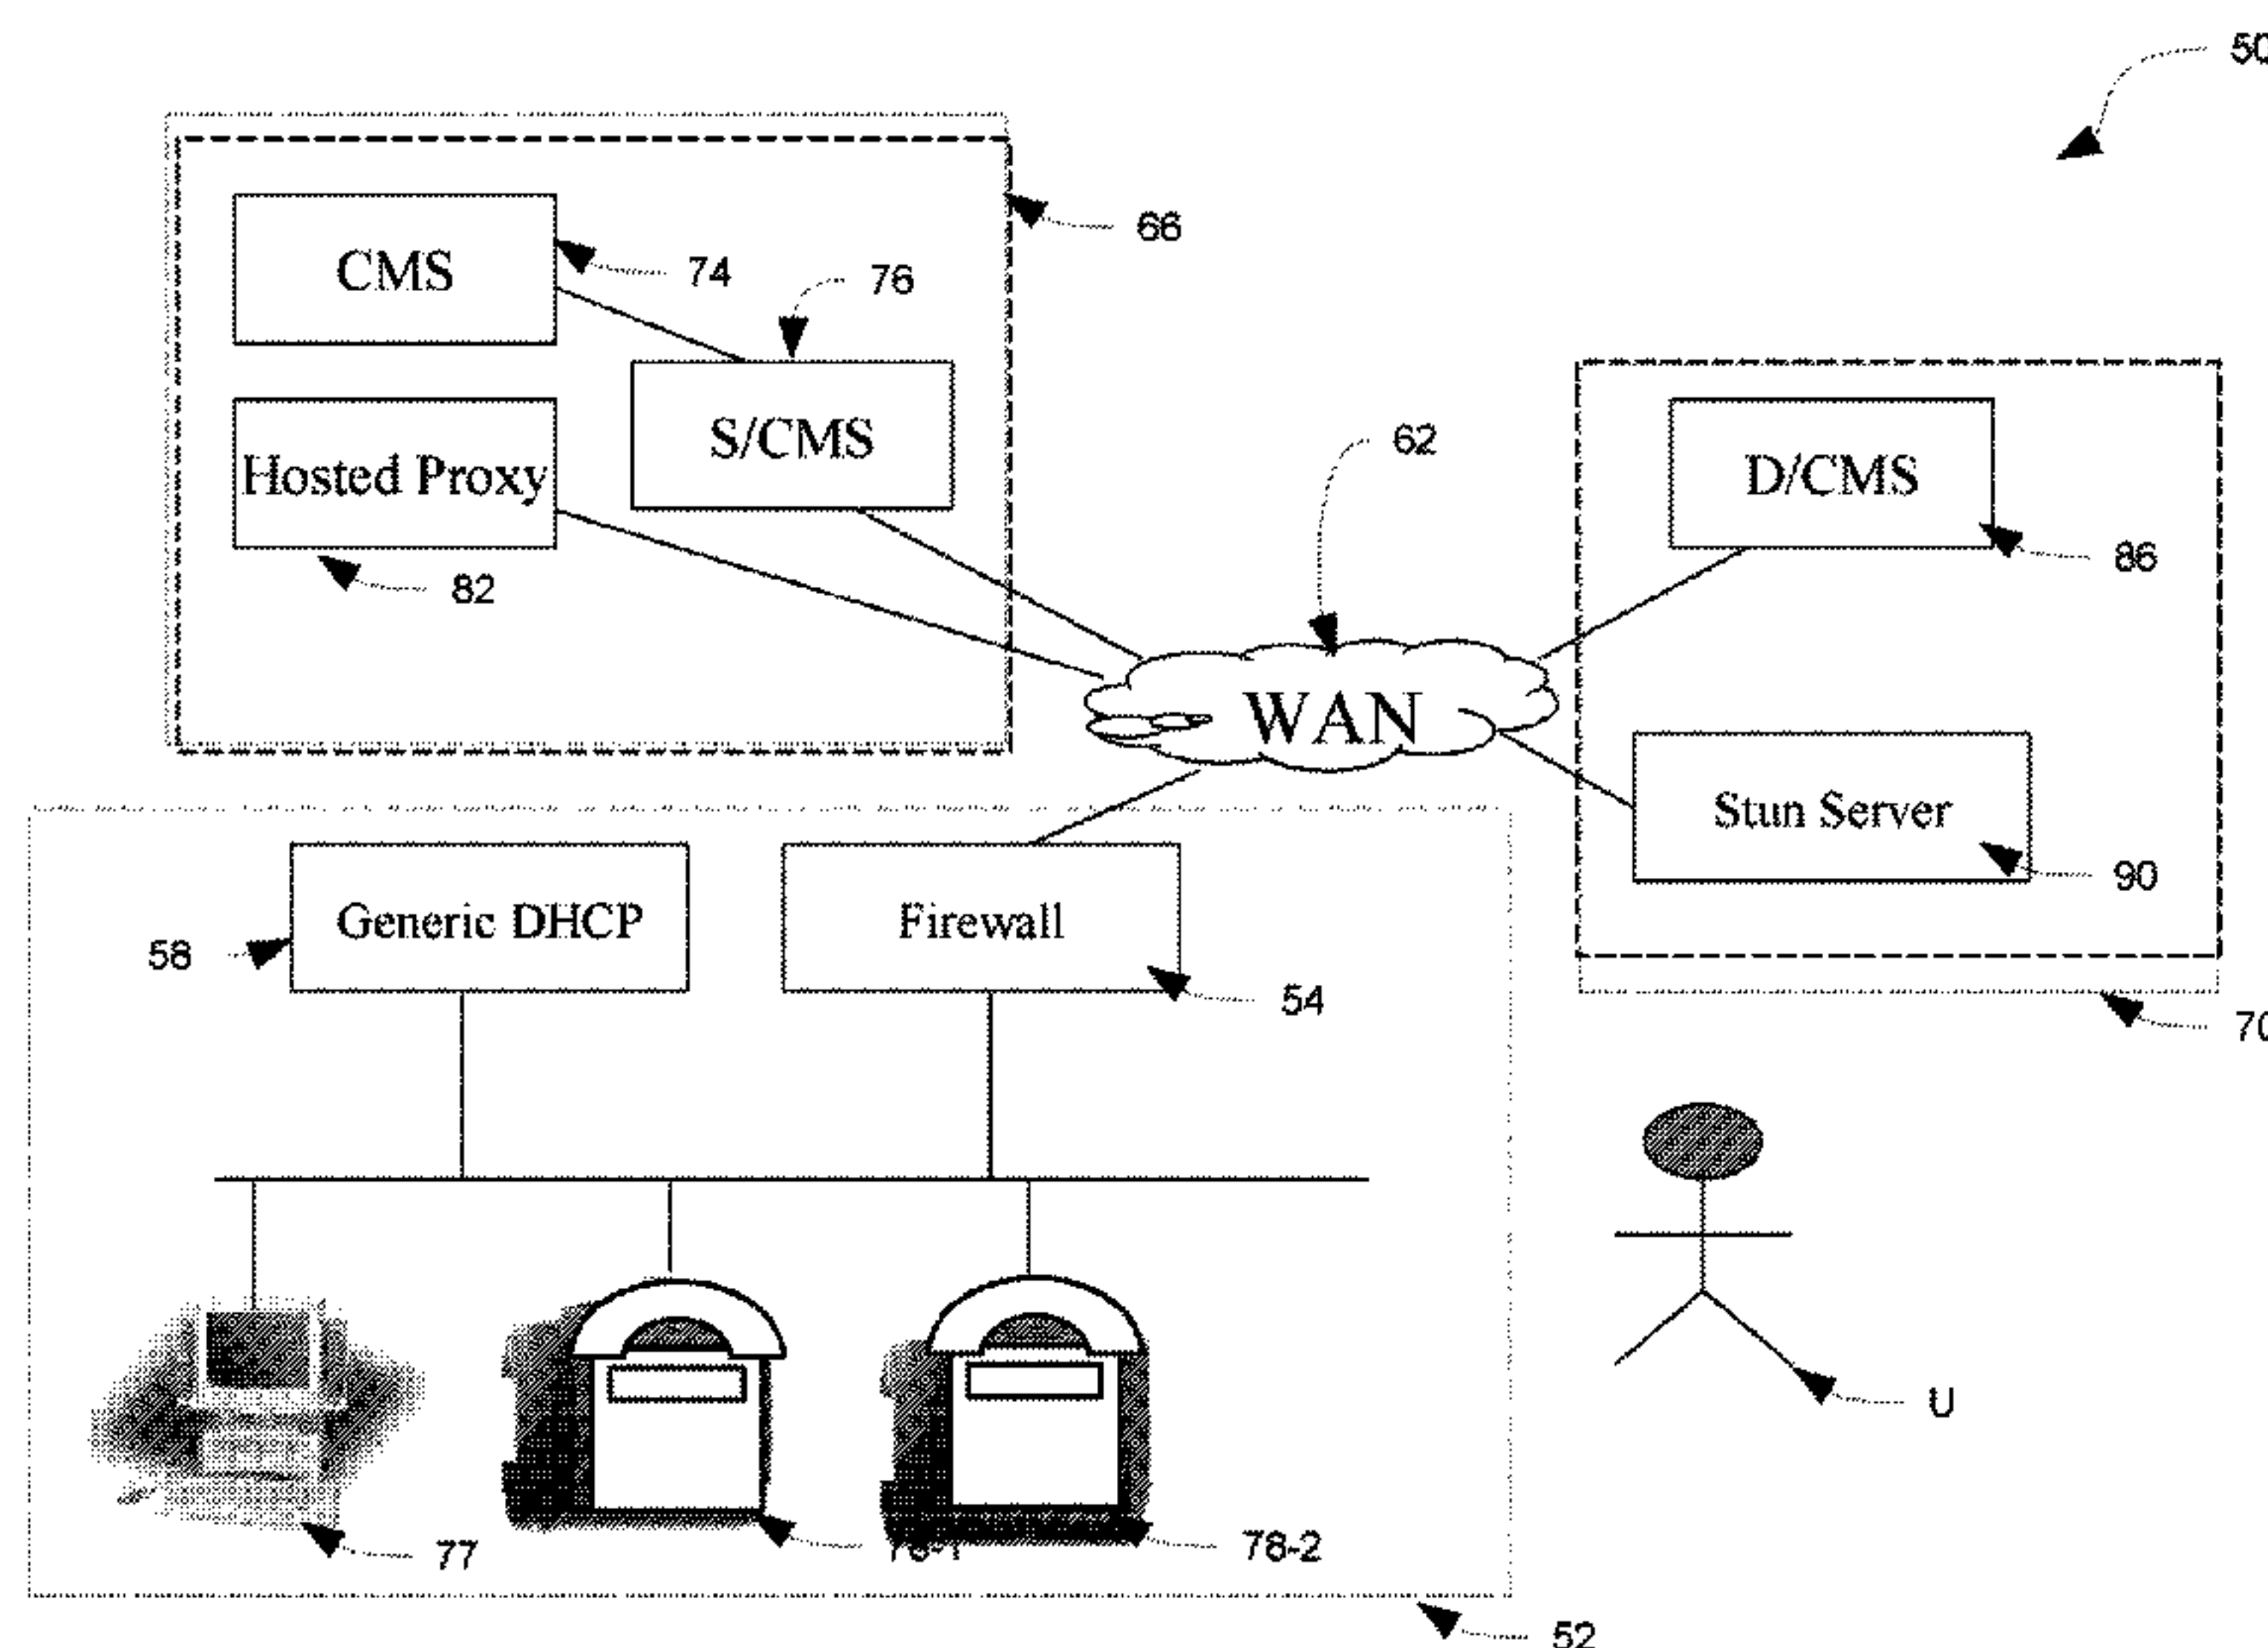 50
66
CMS
74
76
S/CMS
Hosted Proxy
82
62
D/CMS
86
WAN
Stun Server
90
Generic DHCP
58
Firewall
54
70
U
77
78-2
52